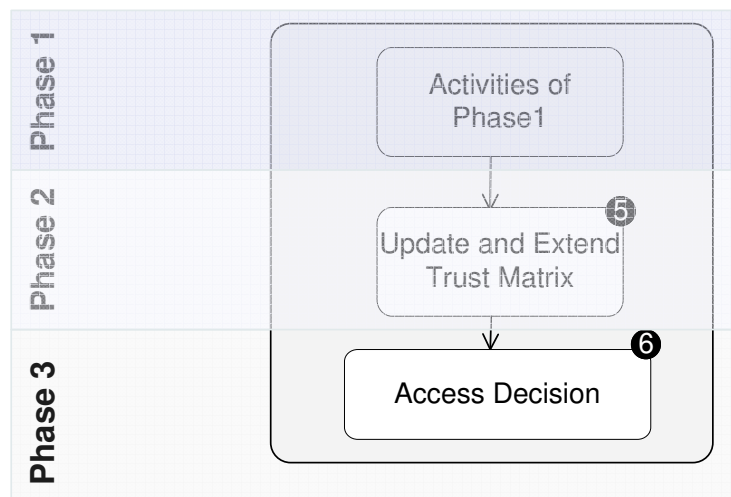 Phase 1
Activities of
Phase1
Phase 2
5
Update and Extend
Trust Matrix
Phase 3
6
Access Decision